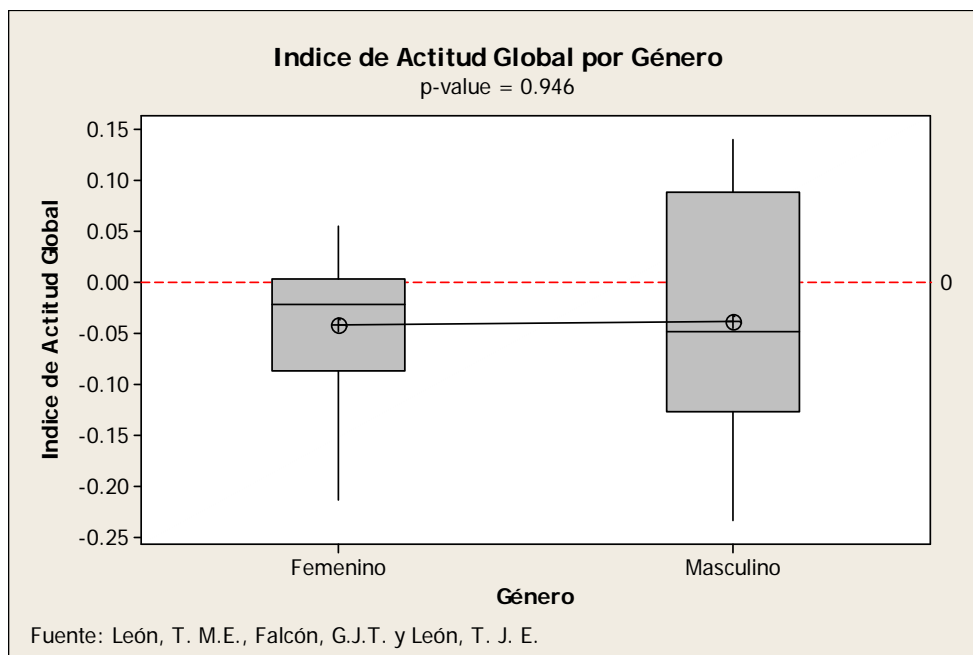 Indice de Actitud Global por Género
p-value = 0.946
Indice de Actitud Global
0.15
0.10
0.05
0.00
-0.05
-0.10
-0.15
-0.20
-0.25
0
Femenino
Masculino
Género
Fuente: León, T. M.E., Falcón, G.J.T. y León, T. J. E.